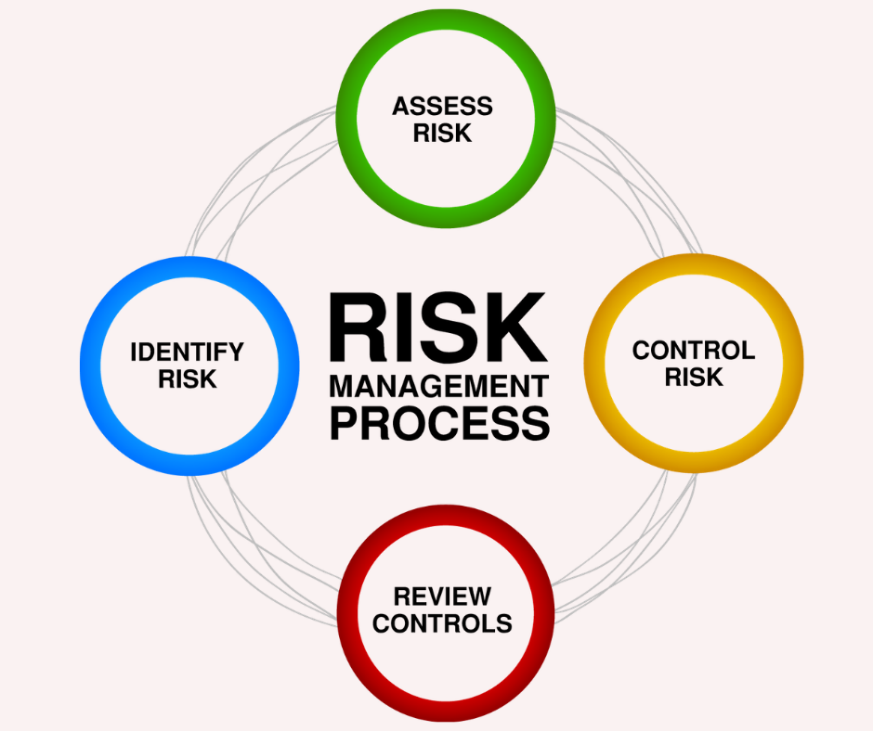 ASSESS
RISK
IDENTIFY
RISK
RISK
MANAGEMENT
PROCESS
CONTROL
RISK
REVIEW
CONTROLS